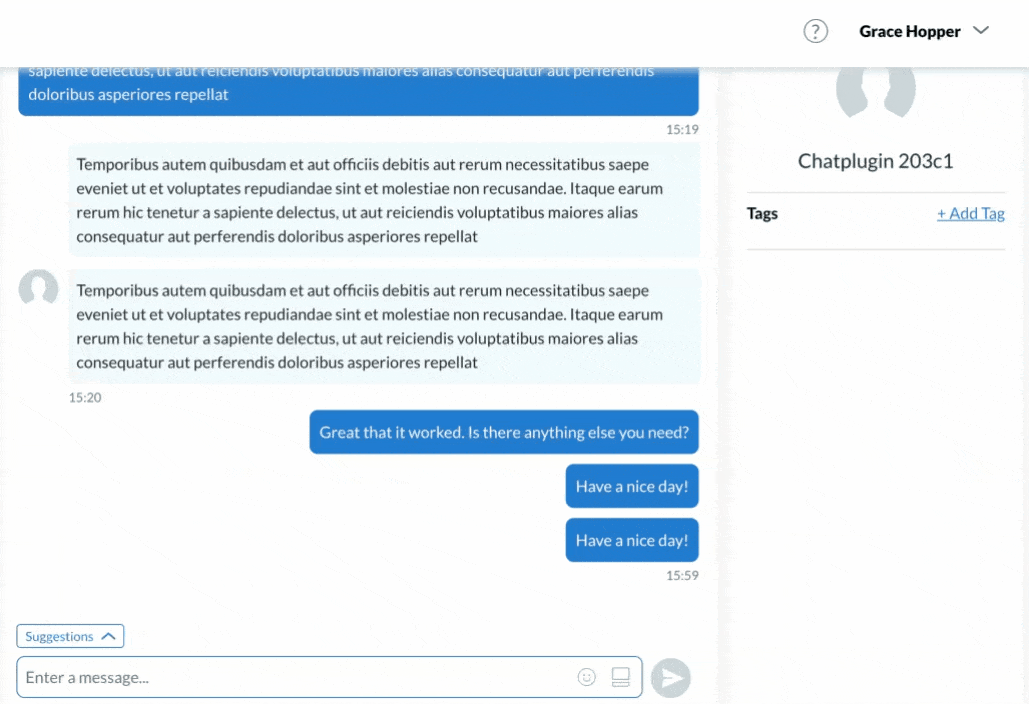 Grace Hopper
sapiente delectus, ut aut reiciendis voluptatibus maiores alias consequatur aut perferendis
doloribus asperiores repellat
15:19
Temporibus autem quibusdam et aut officiis debitis aut rerum necessitatibus saepe
eveniet ut et voluptates repudiandae sint et molestiae non recusandae. Itaque earum
rerum hic tenetur a sapiente delectus, ut aut reiciendis voluptatibus maiores alias
consequatur aut perferendis doloribus asperiores repellat
Temporibus autem quibusdam et aut officiis debitis aut rerum necessitatibus saepe
eveniet ut et voluptates repudiandae sint et molestiae non recusandae. Itaque earum
rerum hic tenetur a sapiente delectus, ut aut reiciendis voluptatibus maiores alias
consequatur aut perferendis doloribus asperiores repellat
15:20
Great that it worked. Is there anything else you need?
Have a nice day!
Have a nice day!
15:59
Suggestions
Enter a message...
Chatplugin 203c1
Tags
+ Add Tag